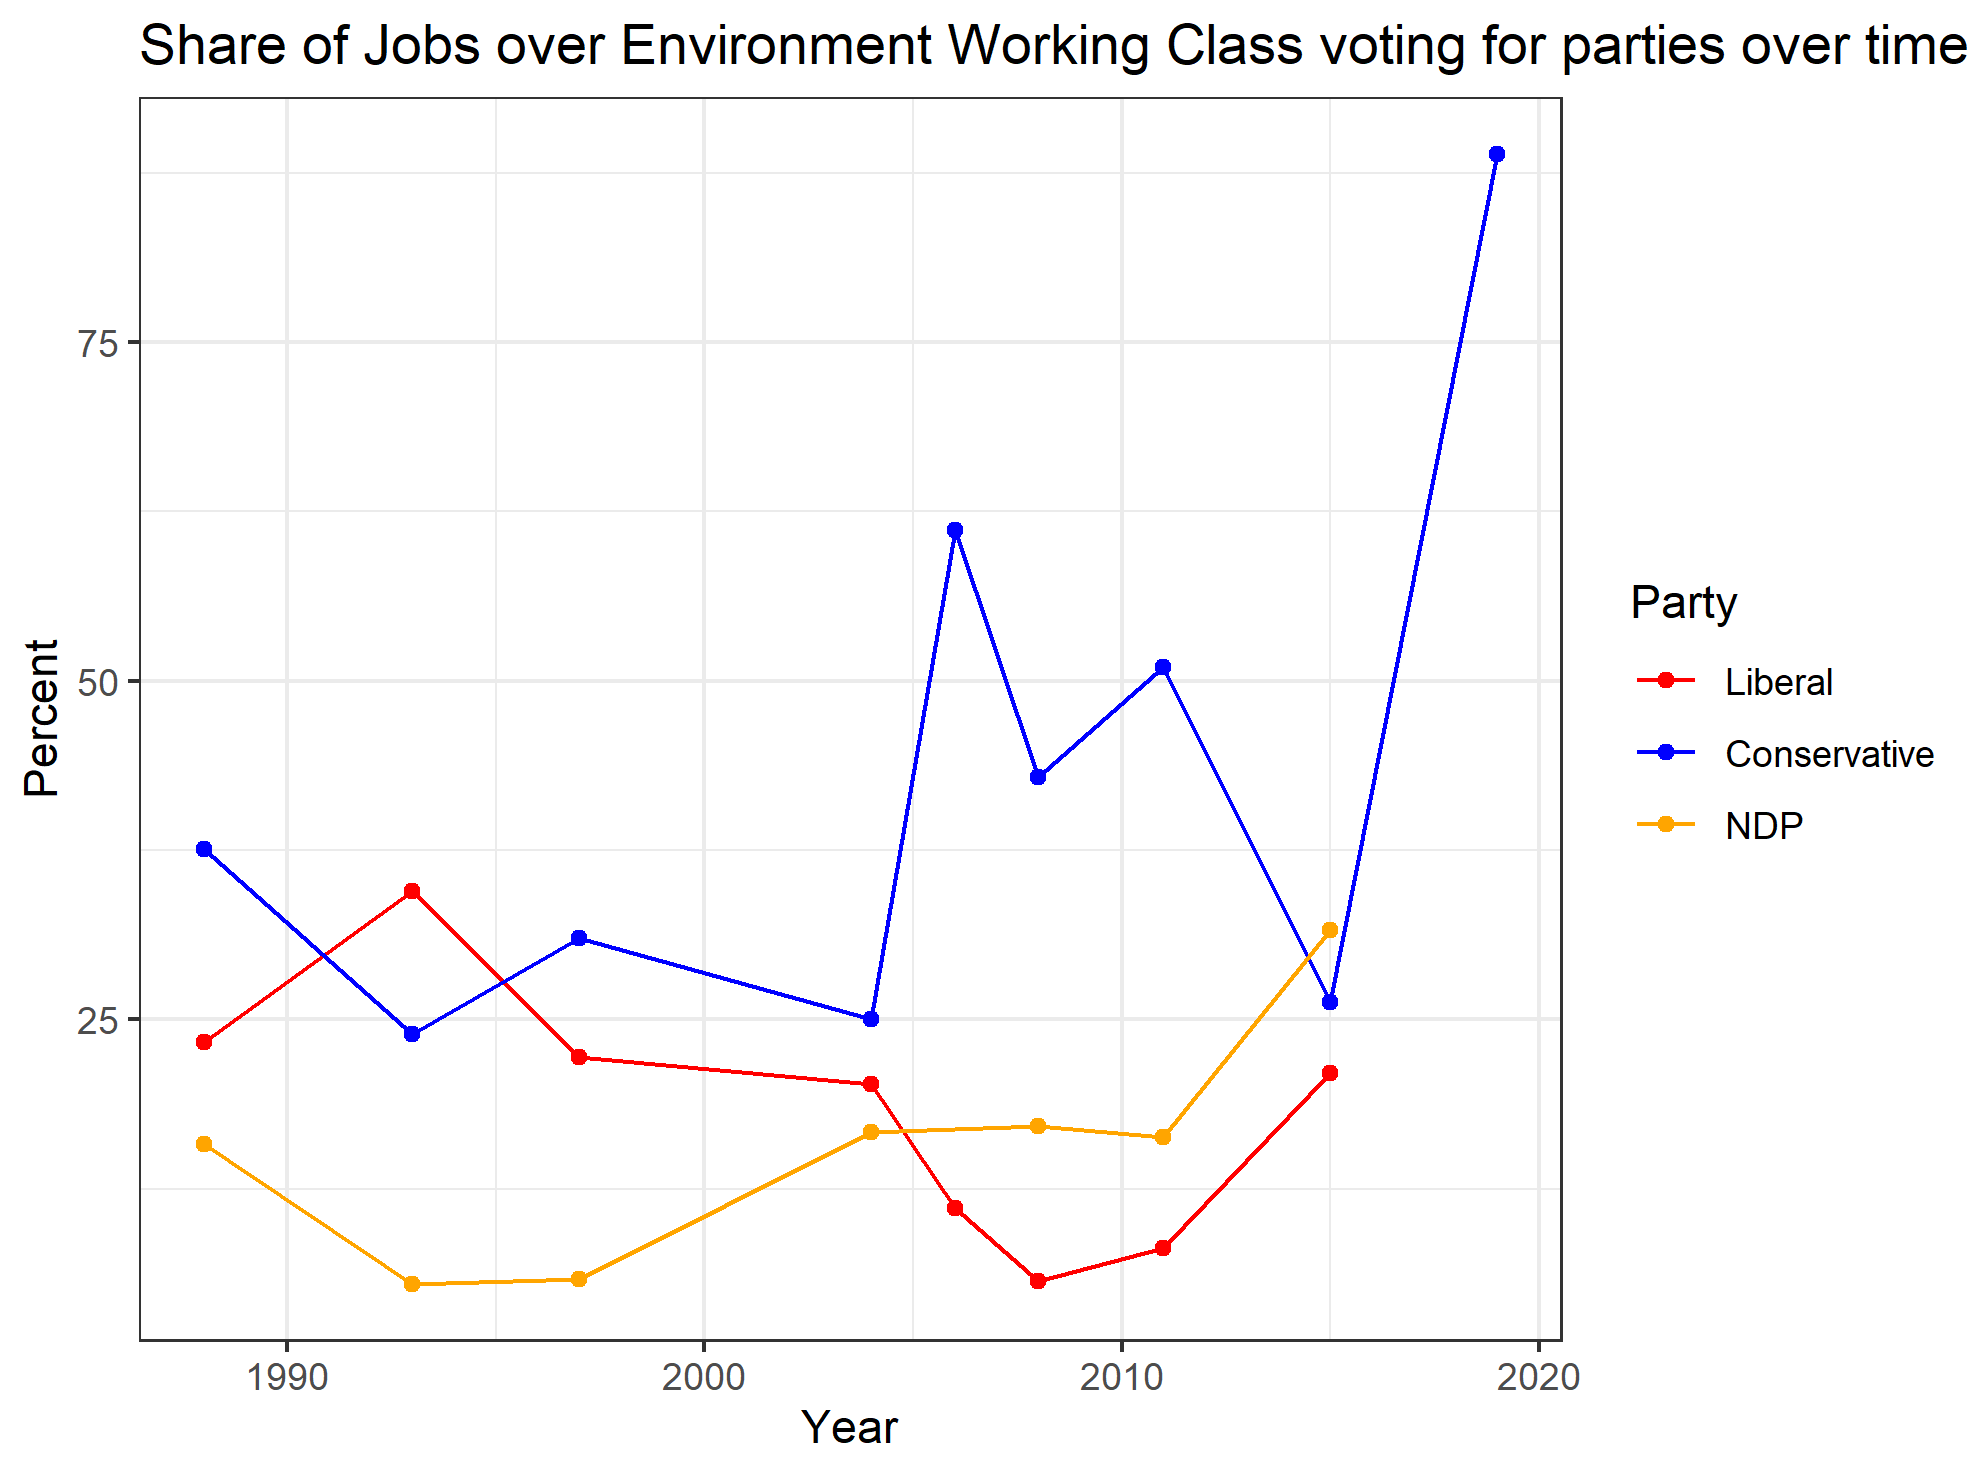 Share of Jobs over Environment Working Class voting for parties over time
Percent
75
50
25
1990
2000
2010
2020
Year
Party
Liberal
Conservative
NDP